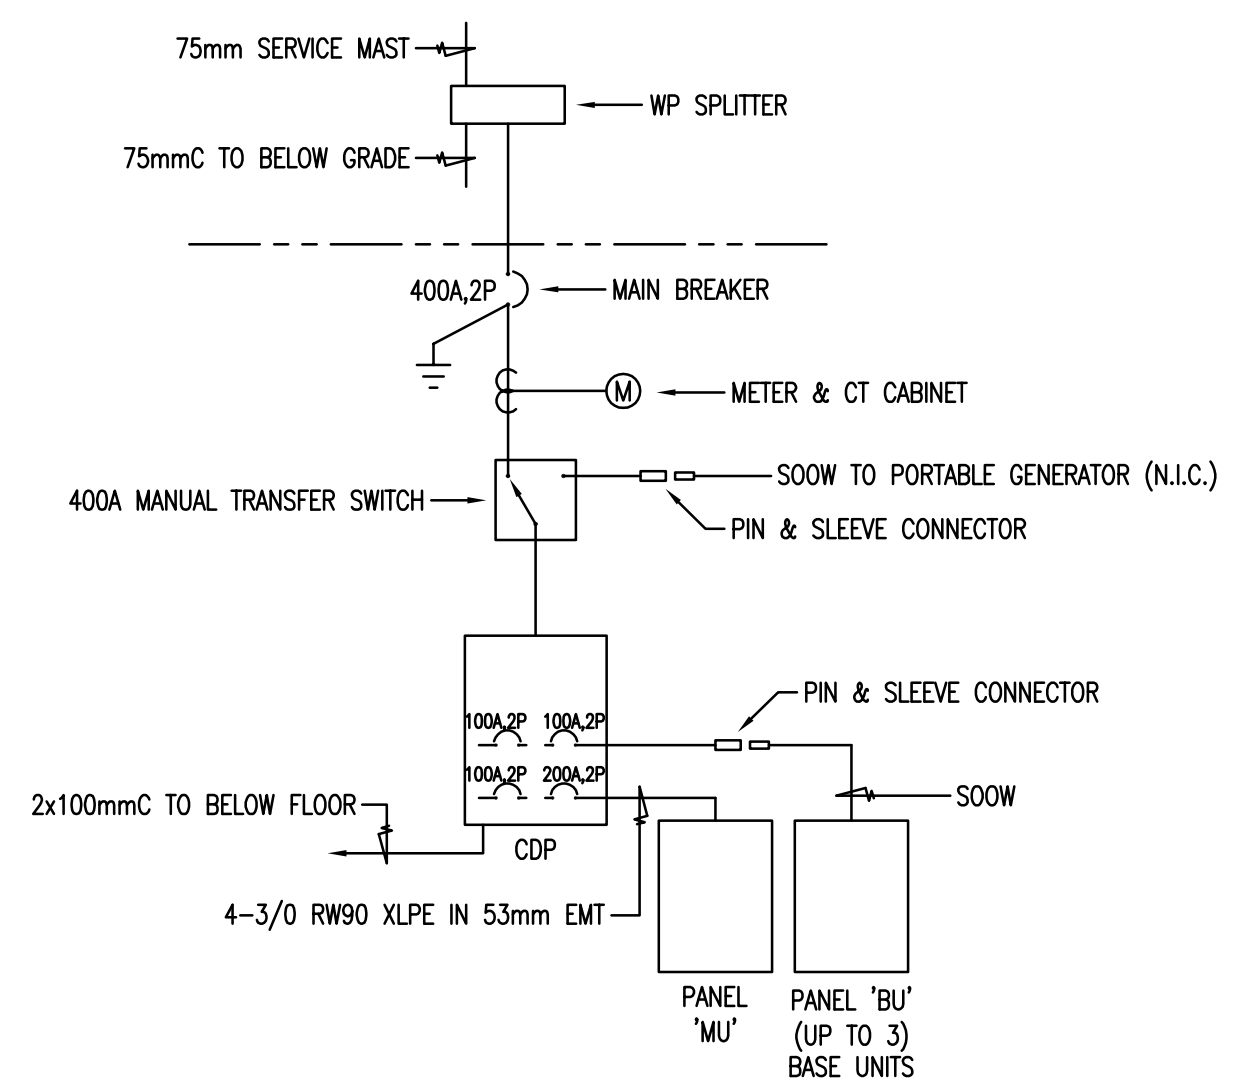 75mm SERVICE MAST
WP SPLITTER
75mmC TO BELOW GRADE
400A,2P
MAIN BREAKER
M
METER & CT CABINET
400A MANUAL TRANSFER SWITCH
SOOW TO PORTABLE GENERATOR (N.I.C.)
PIN & SLEEVE CONNECTOR
PIN & SLEEVE CONNECTOR
100A,2P
100A,2P
100A,2P
200A,2P
2x100mmC TO BELOW FLOOR
SOOW
CDP
4-3/0 RW90 XLPE IN 53mm EMT
PANEL
'MU'
PANEL 'BU'
(UP TO 3)
BASE UNITS